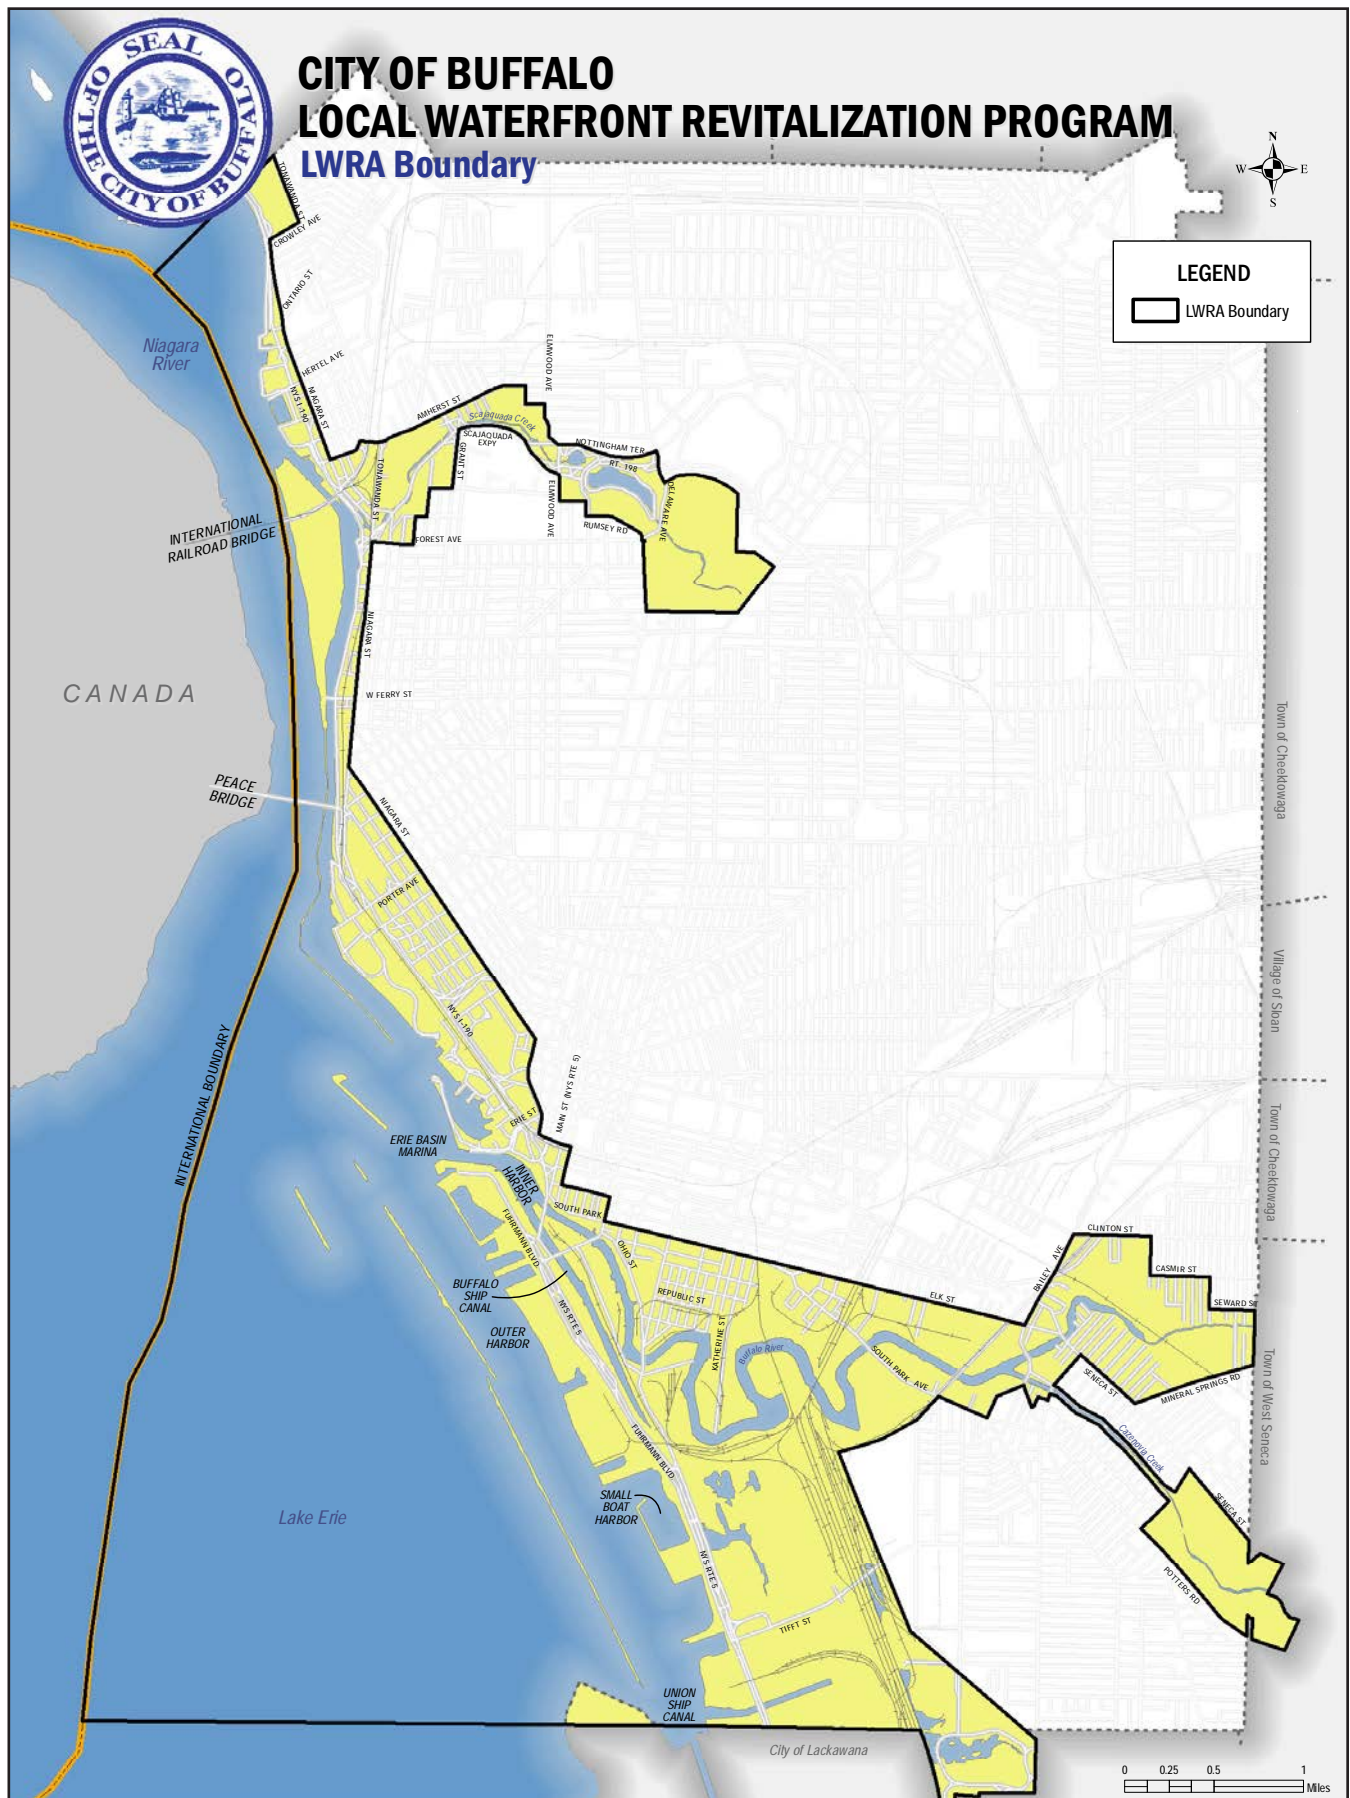 SEAL
OF THE CITY OF BUFFALO
CITY OF BUFFALO
LOCAL WATERFRONT REVITALIZATION PROGRAM
LWRA Boundary
N
W E
S
LEGEND
LWRA Boundary
TONAWANDA ST
CROWLEY AVE
ONTARIO ST
Niagara
River
HERTEL AVE
NYS I-190
NIAGARA ST
ELMWOOD AVE
AMHERST ST
Scajaquada Creek
SCAJAQUADA
EXPY
GRANT ST
NOTTINGHAM TER
RT. 198
TONAWANDA ST
ELMWOOD AVE
DELAWARE AVE
RUMSEY RD
INTERNATIONAL
RAILROAD BRIDGE
FOREST AVE
NIAGARA ST
CANADA
W FERRY ST
Town of Cheektowaga
PEACE
BRIDGE
NIAGARA ST
PORTER AVE
Village of Sloan
NYS I-190
INTERNATIONAL BOUNDARY
MAIN ST (NYS RTE 5)
ERIE ST
ERIE BASIN
MARINA
INNER
HARBOR
Town of Cheektowaga
SOUTH PARK
FUHRMANN BLVD
OHIO ST
CLINTON ST
BAILEY AVE
CASMIR ST
BUFFALO
SHIP
CANAL
REPUBLIC ST
ELK ST
SEWARD ST
NYS RTE 5
OUTER
HARBOR
KATHERINE ST
Buffalo River
SOUTH PARK AVE
SENECA ST
MINERAL SPRINGS RD
Town of West Seneca
FUHRMANN BLVD
Cazenovia Creek
SMALL
BOAT
HARBOR
SENECA ST
Lake Erie
NYS RTE 5
POTTERS RD
TIFFT ST
UNION
SHIP
CANAL
City of Lackawana
0 0.25 0.5 1
Miles